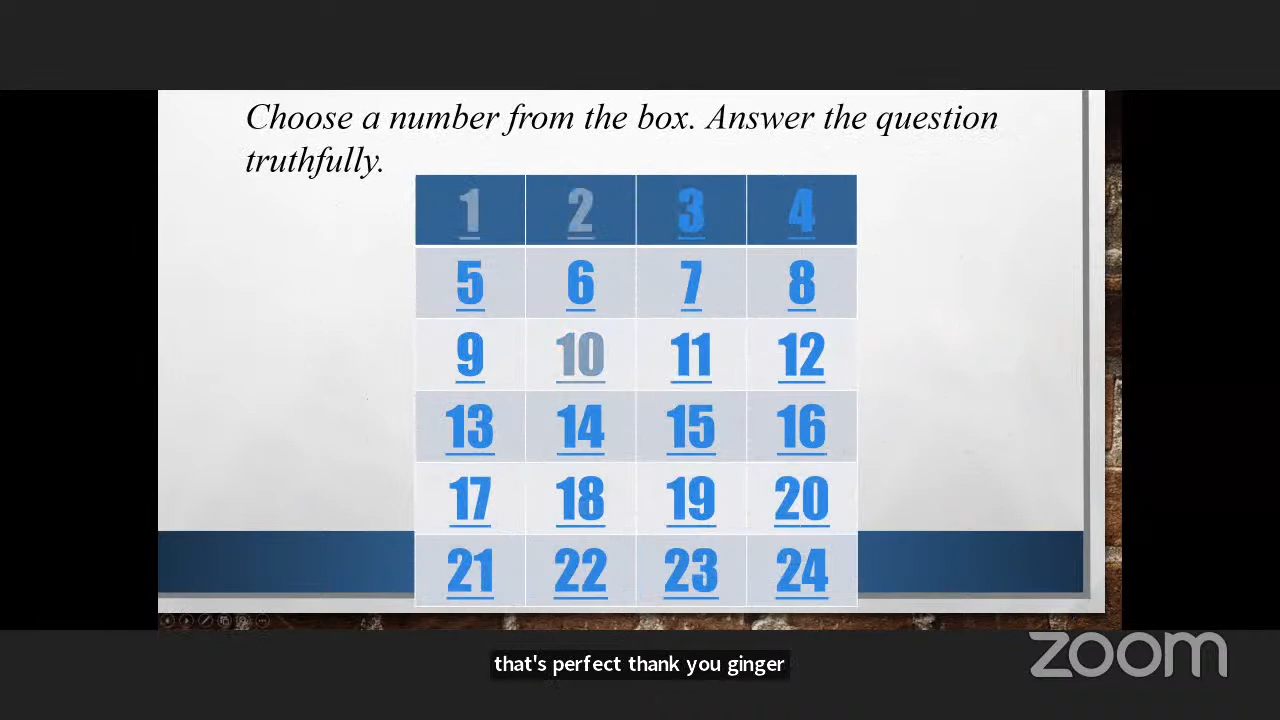 Choose a number from the box. Answer the question
truthfully.
1 2 3 4
5 6 7 8
9 10 11 12
13 14 15 16
17 18 19 20
21 22 23 24
that's perfect thank you ginger
zoom